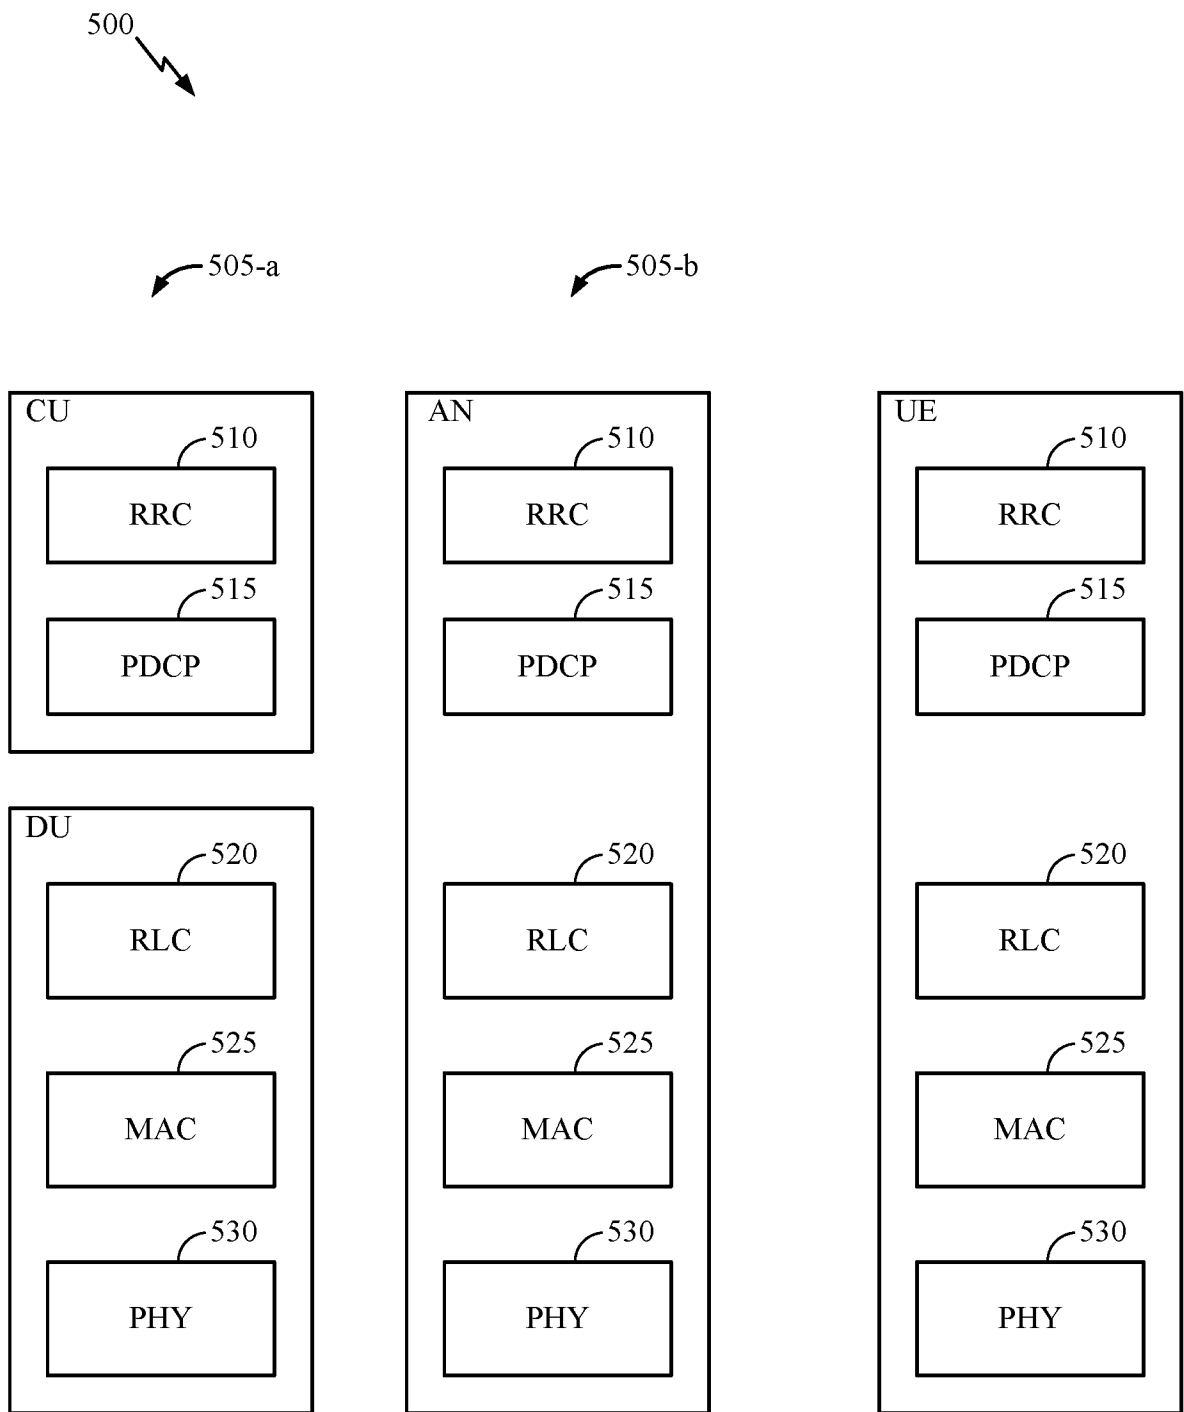 500
505-a 505-b
CU AN UE
510 510 510
RRC RRC RRC
515 515 515
PDCP PDCP PDCP
DU
520 520 520
RLC RLC RLC
525 525 525
MAC MAC MAC
530 530 530
PHY PHY PHY